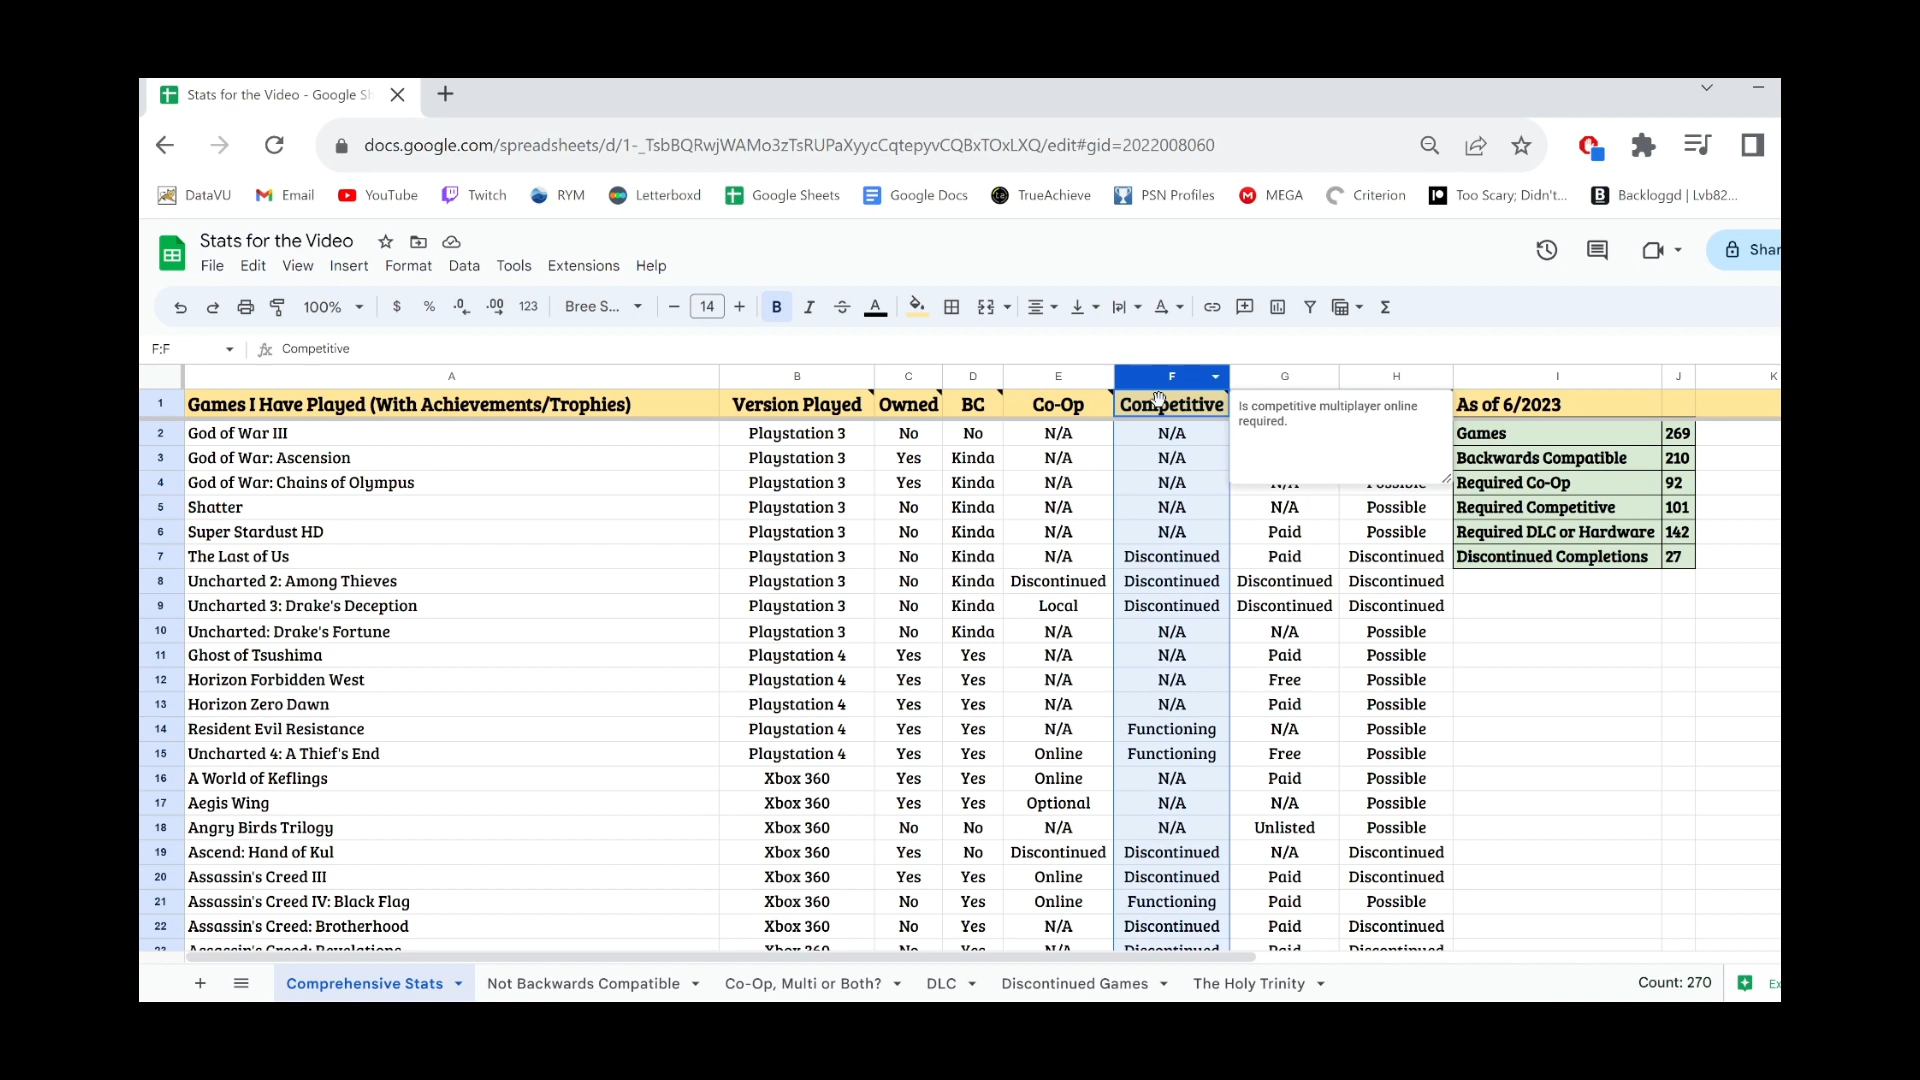 Stats for the Video - Google Sh
docs.google.com/spreadsheets/d/1-_TsbBQRwjWAMo3zTsRUPaXyycCqtepyvCQBxTOxLXQ/edit#gid=2022008060
DataVU Email YouTube Twitch RYM Letterboxd Google Sheets Google Docs TrueAchieve PSN Profiles MEGA Criterion Too Scary; Didn't... Backloggd | Lvb82...
Stats for the Video
File Edit View Insert Format Data Tools Extensions Help
Shar
100% $ % .0 .00 123 Bree S... 14 B I A
F:F Competitive
A B C D E F G H I J K
1 Games I Have Played (With Achievements/Trophies) Version Played Owned BC Co-Op Competitive As of 6/2023
Is competitive multiplayer online
required.
2 God of War III Playstation 3 No No N/A N/A Games 269
3 God of War: Ascension Playstation 3 Yes Kinda N/A N/A Backwards Compatible 210
4 God of War: Chains of Olympus Playstation 3 Yes Kinda N/A N/A N/A Possible Required Co-Op 92
5 Shatter Playstation 3 No Kinda N/A N/A N/A Possible Required Competitive 101
6 Super Stardust HD Playstation 3 No Kinda N/A N/A Paid Possible Required DLC or Hardware 142
7 The Last of Us Playstation 3 No Kinda N/A Discontinued Paid Discontinued Discontinued Completions 27
8 Uncharted 2: Among Thieves Playstation 3 No Kinda Discontinued Discontinued Discontinued Discontinued
9 Uncharted 3: Drake's Deception Playstation 3 No Kinda Local Discontinued Discontinued Discontinued
10 Uncharted: Drake's Fortune Playstation 3 No Kinda N/A N/A N/A Possible
11 Ghost of Tsushima Playstation 4 Yes Yes N/A N/A Paid Possible
12 Horizon Forbidden West Playstation 4 Yes Yes N/A N/A Free Possible
13 Horizon Zero Dawn Playstation 4 Yes Yes N/A N/A Paid Possible
14 Resident Evil Resistance Playstation 4 Yes Yes N/A Functioning N/A Possible
15 Uncharted 4: A Thief's End Playstation 4 Yes Yes Online Functioning Free Possible
16 A World of Keflings Xbox 360 Yes Yes Online N/A Paid Possible
17 Aegis Wing Xbox 360 Yes Yes Optional N/A N/A Possible
18 Angry Birds Trilogy Xbox 360 No No N/A N/A Unlisted Possible
19 Ascend: Hand of Kul Xbox 360 Yes No Discontinued Discontinued N/A Discontinued
20 Assassin's Creed III Xbox 360 Yes Yes Online Discontinued Paid Discontinued
21 Assassin's Creed IV: Black Flag Xbox 360 No Yes Online Functioning Paid Possible
22 Assassin's Creed: Brotherhood Xbox 360 No Yes N/A Discontinued Paid Discontinued
23 Assassin's Creed: Revelations Xbox 360 No Yes N/A Discontinued Paid Discontinued
Comprehensive Stats Not Backwards Compatible Co-Op, Multi or Both? DLC Discontinued Games The Holy Trinity Count: 270 Ex